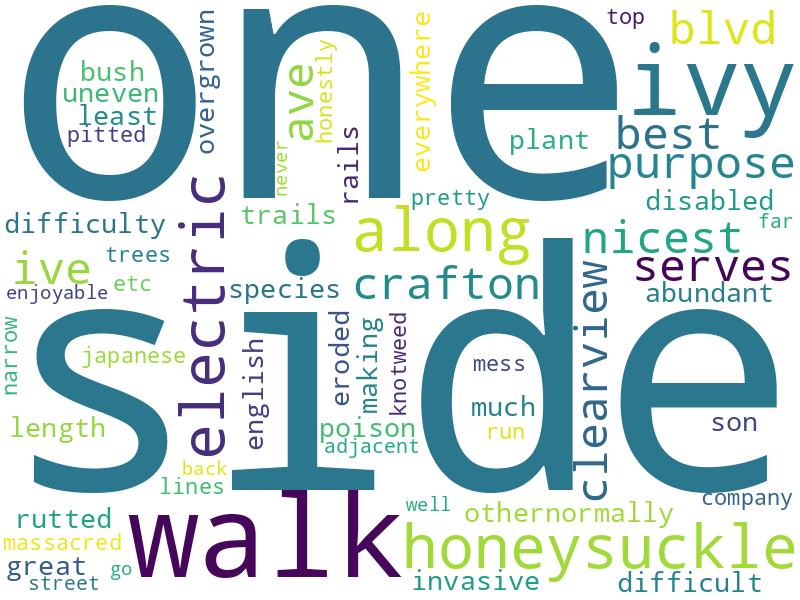 one
side
walk
ivy
honeysuckle
electric
along
ave
blvd
best
purpose
nicest
serves
crafton
clearview
ive
top
bush
uneven
least
pitted
overgrown
honestly
everywhere
never
rails
plant
disabled
far
pretty
trails
difficulty
trees
etc
enjoyable
species
abundant
narrow
japanese
english
eroded
making
knotweed
mess
much
run
son
length
poison
adjacent
back
lines
company
well
othernormally
rutted
massacred
great
go
street
invasive
difficult